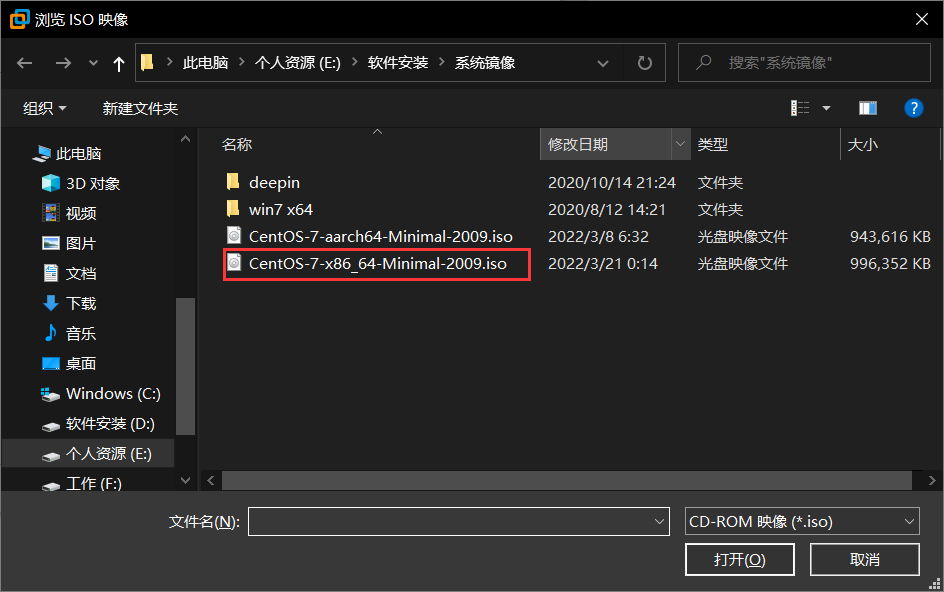 浏览 ISO 映像
此电脑 > 个人资源 (E:) > 软件安装 > 系统镜像
搜索"系统镜像"
组织 新建文件夹
此电脑
3D 对象
视频
图片
文档
下载
音乐
桌面
Windows (C:)
软件安装 (D:)
个人资源 (E:)
工作 (F:)
名称 修改日期 类型 大小
deepin 2020/10/14 21:24 文件夹
win7 x64 2020/8/12 14:21 文件夹
CentOS-7-aarch64-Minimal-2009.iso 2022/3/8 6:32 光盘映像文件 943,616 KB
CentOS-7-x86_64-Minimal-2009.iso 2022/3/21 0:14 光盘映像文件 996,352 KB
文件名(N):
CD-ROM 映像 (*.iso)
打开(O) 取消